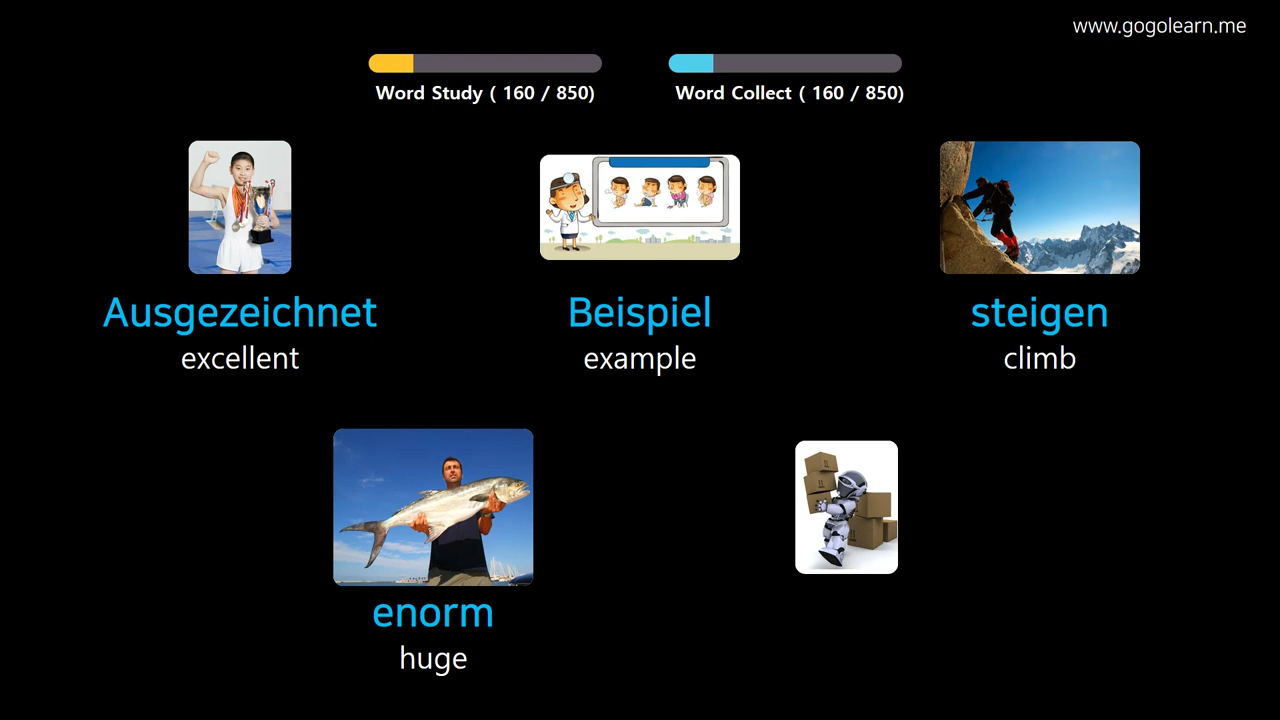 www.gogolearn.me
Word Study ( 160 / 850)
Word Collect ( 160 / 850)
Ausgezeichnet
excellent
Beispiel
example
steigen
climb
enorm
huge